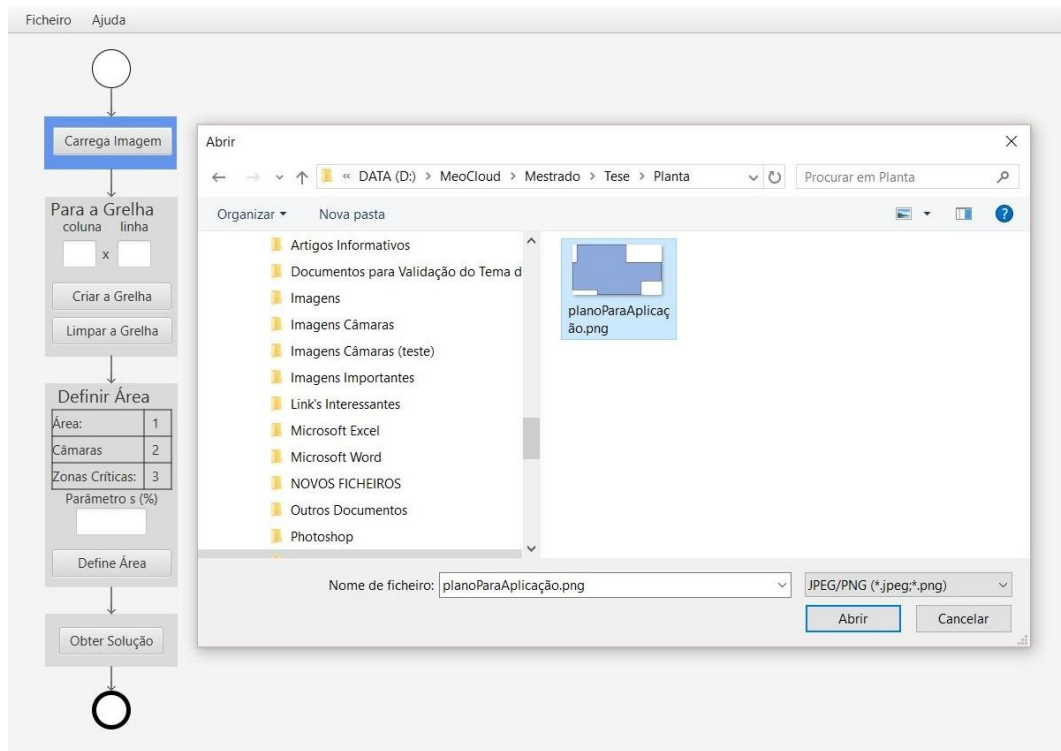 Ficheiro Ajuda
Carrega Imagem
Para a Grelha
coluna linha
x
Criar a Grelha
Limpar a Grelha
Definir Área
Área: 1
Câmaras 2
Zonas Críticas: 3
Parâmetro s (%)
Define Área
Obter Solução
Abrir
« DATA (D:) › MeoCloud › Mestrado › Tese › Planta
Procurar em Planta
Organizar Nova pasta
?
Artigos Informativos
Documentos para Validação do Tema d
Imagens
Imagens Câmaras
Imagens Câmaras (teste)
Imagens Importantes
Link's Interessantes
Microsoft Excel
Microsoft Word
NOVOS FICHEIROS
Outros Documentos
Photoshop
planoParaAplicaç
ão.png
Nome de ficheiro: planoParaAplicação.png
JPEG/PNG (*.jpeg;*.png)
Abrir Cancelar